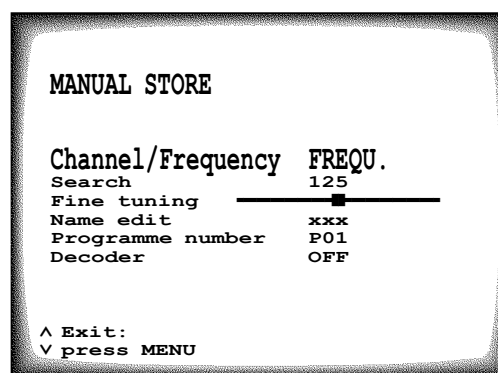 MANUAL STORE
Channel/Frequency FREQU.
Search 125
Fine tuning
Name edit xxx
Programme number P01
Decoder OFF
^ Exit:
v press MENU